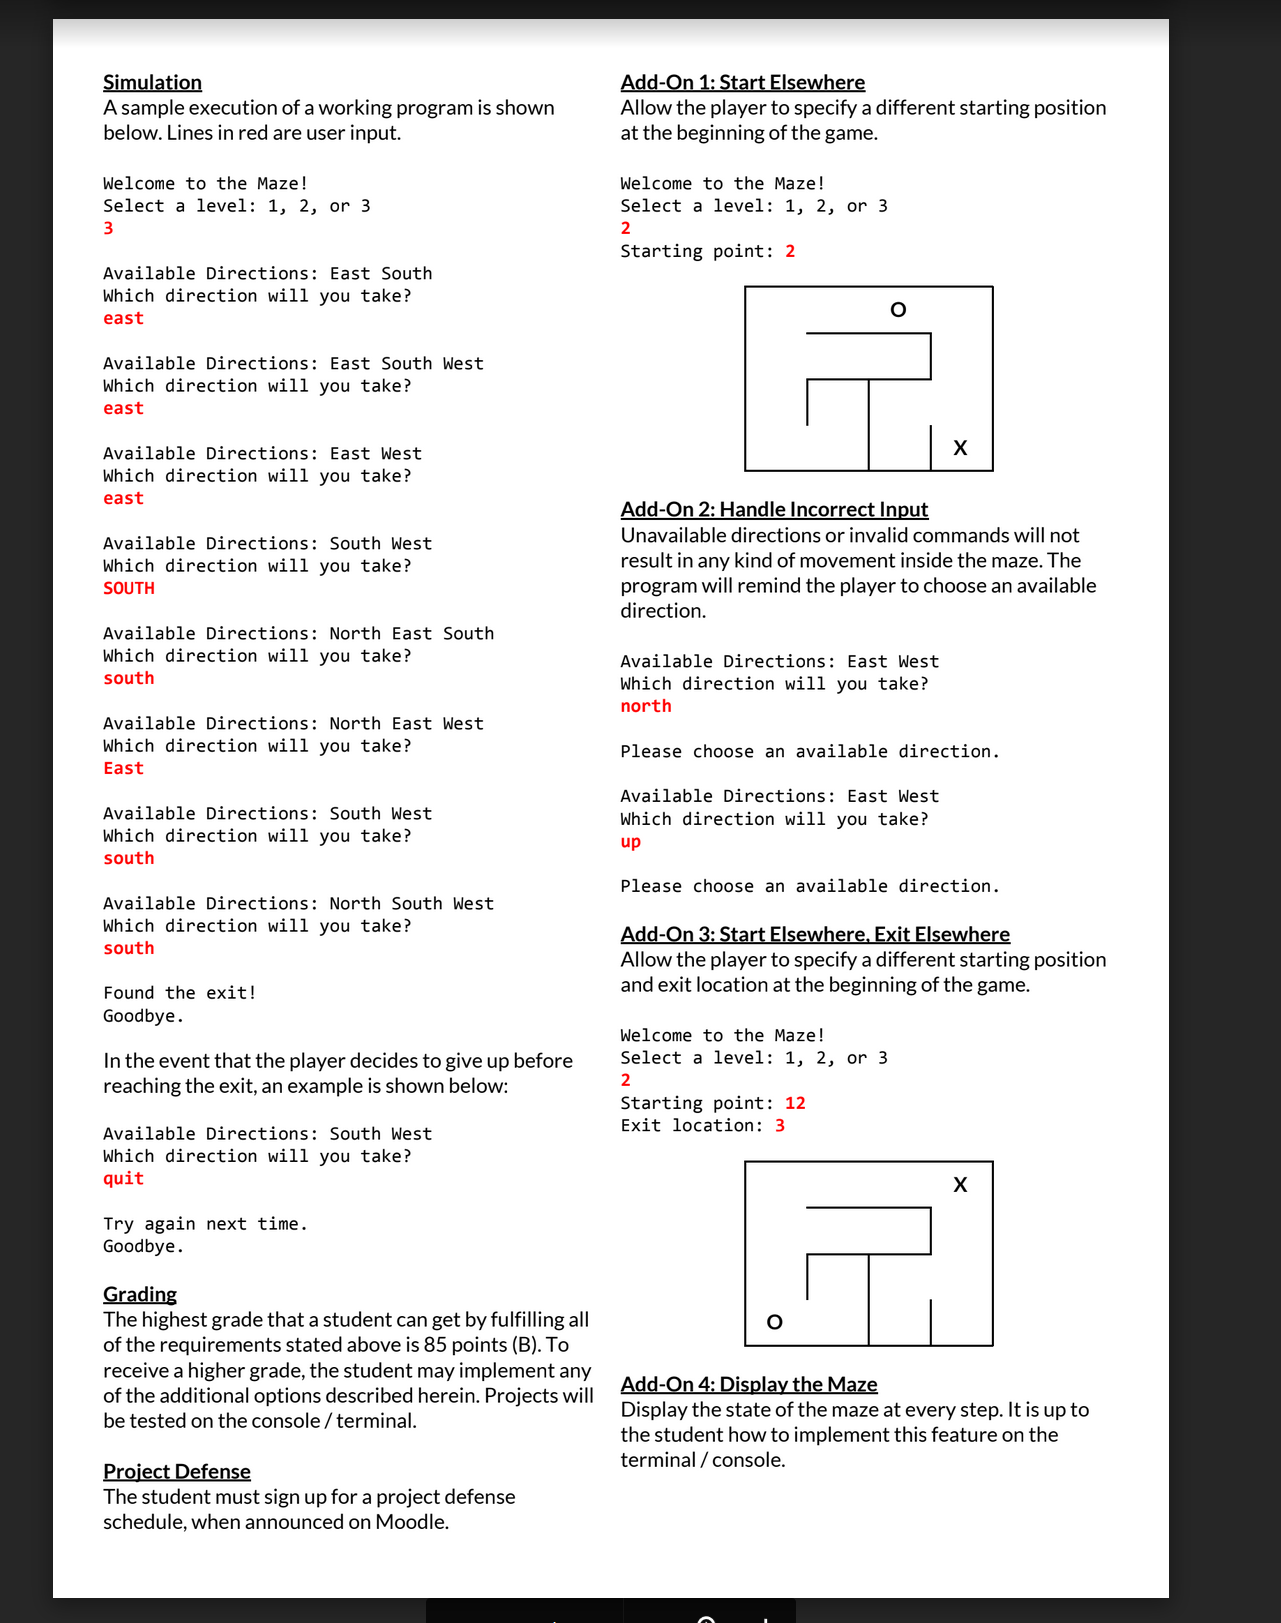 Simulation
A sample execution of a working program is shown
below. Lines in red are user input.
Welcome to the Maze!
Select a level: 1, 2, or 3
3
Available Directions: East South
Which direction will you take?
east
Available Directions: East South West
Which direction will you take?
east
Available Directions: East West
Which direction will you take?
east
Available Directions: South West
Which direction will you take?
SOUTH
Available Directions: North East South
Which direction will you take?
south
Available Directions: North East West
Which direction will you take?
East
Available Directions: South West
Which direction will you take?
south
Available Directions: North South West
Which direction will you take?
south
Found the exit!
Goodbye.
In the event that the player decides to give up before
reaching the exit, an example is shown below:
Available Directions: South West
Which direction will you take?
quit
Try again next time.
Goodbye.
Grading
The highest grade that a student can get by fulfilling all
of the requirements stated above is 85 points (B). To
receive a higher grade, the student may implement any
of the additional options described herein. Projects will
be tested on the console / terminal.
Project Defense
The student must sign up for a project defense
schedule, when announced on Moodle.
Add-On 1: Start Elsewhere
Allow the player to specify a different starting position
at the beginning of the game.
Welcome to the Maze!
Select a level: 1, 2, or 3
2
Starting point: 2
O
X
Add-On 2: Handle Incorrect Input
Unavailable directions or invalid commands will not
result in any kind of movement inside the maze. The
program will remind the player to choose an available
direction.
Available Directions: East West
Which direction will you take?
north
Please choose an available direction.
Available Directions: East West
Which direction will you take?
up
Please choose an available direction.
Add-On 3: Start Elsewhere, Exit Elsewhere
Allow the player to specify a different starting position
and exit location at the beginning of the game.
Welcome to the Maze!
Select a level: 1, 2, or 3
2
Starting point: 12
Exit location: 3
X
O
Add-On 4: Display the Maze
Display the state of the maze at every step. It is up to
the student how to implement this feature on the
terminal / console.